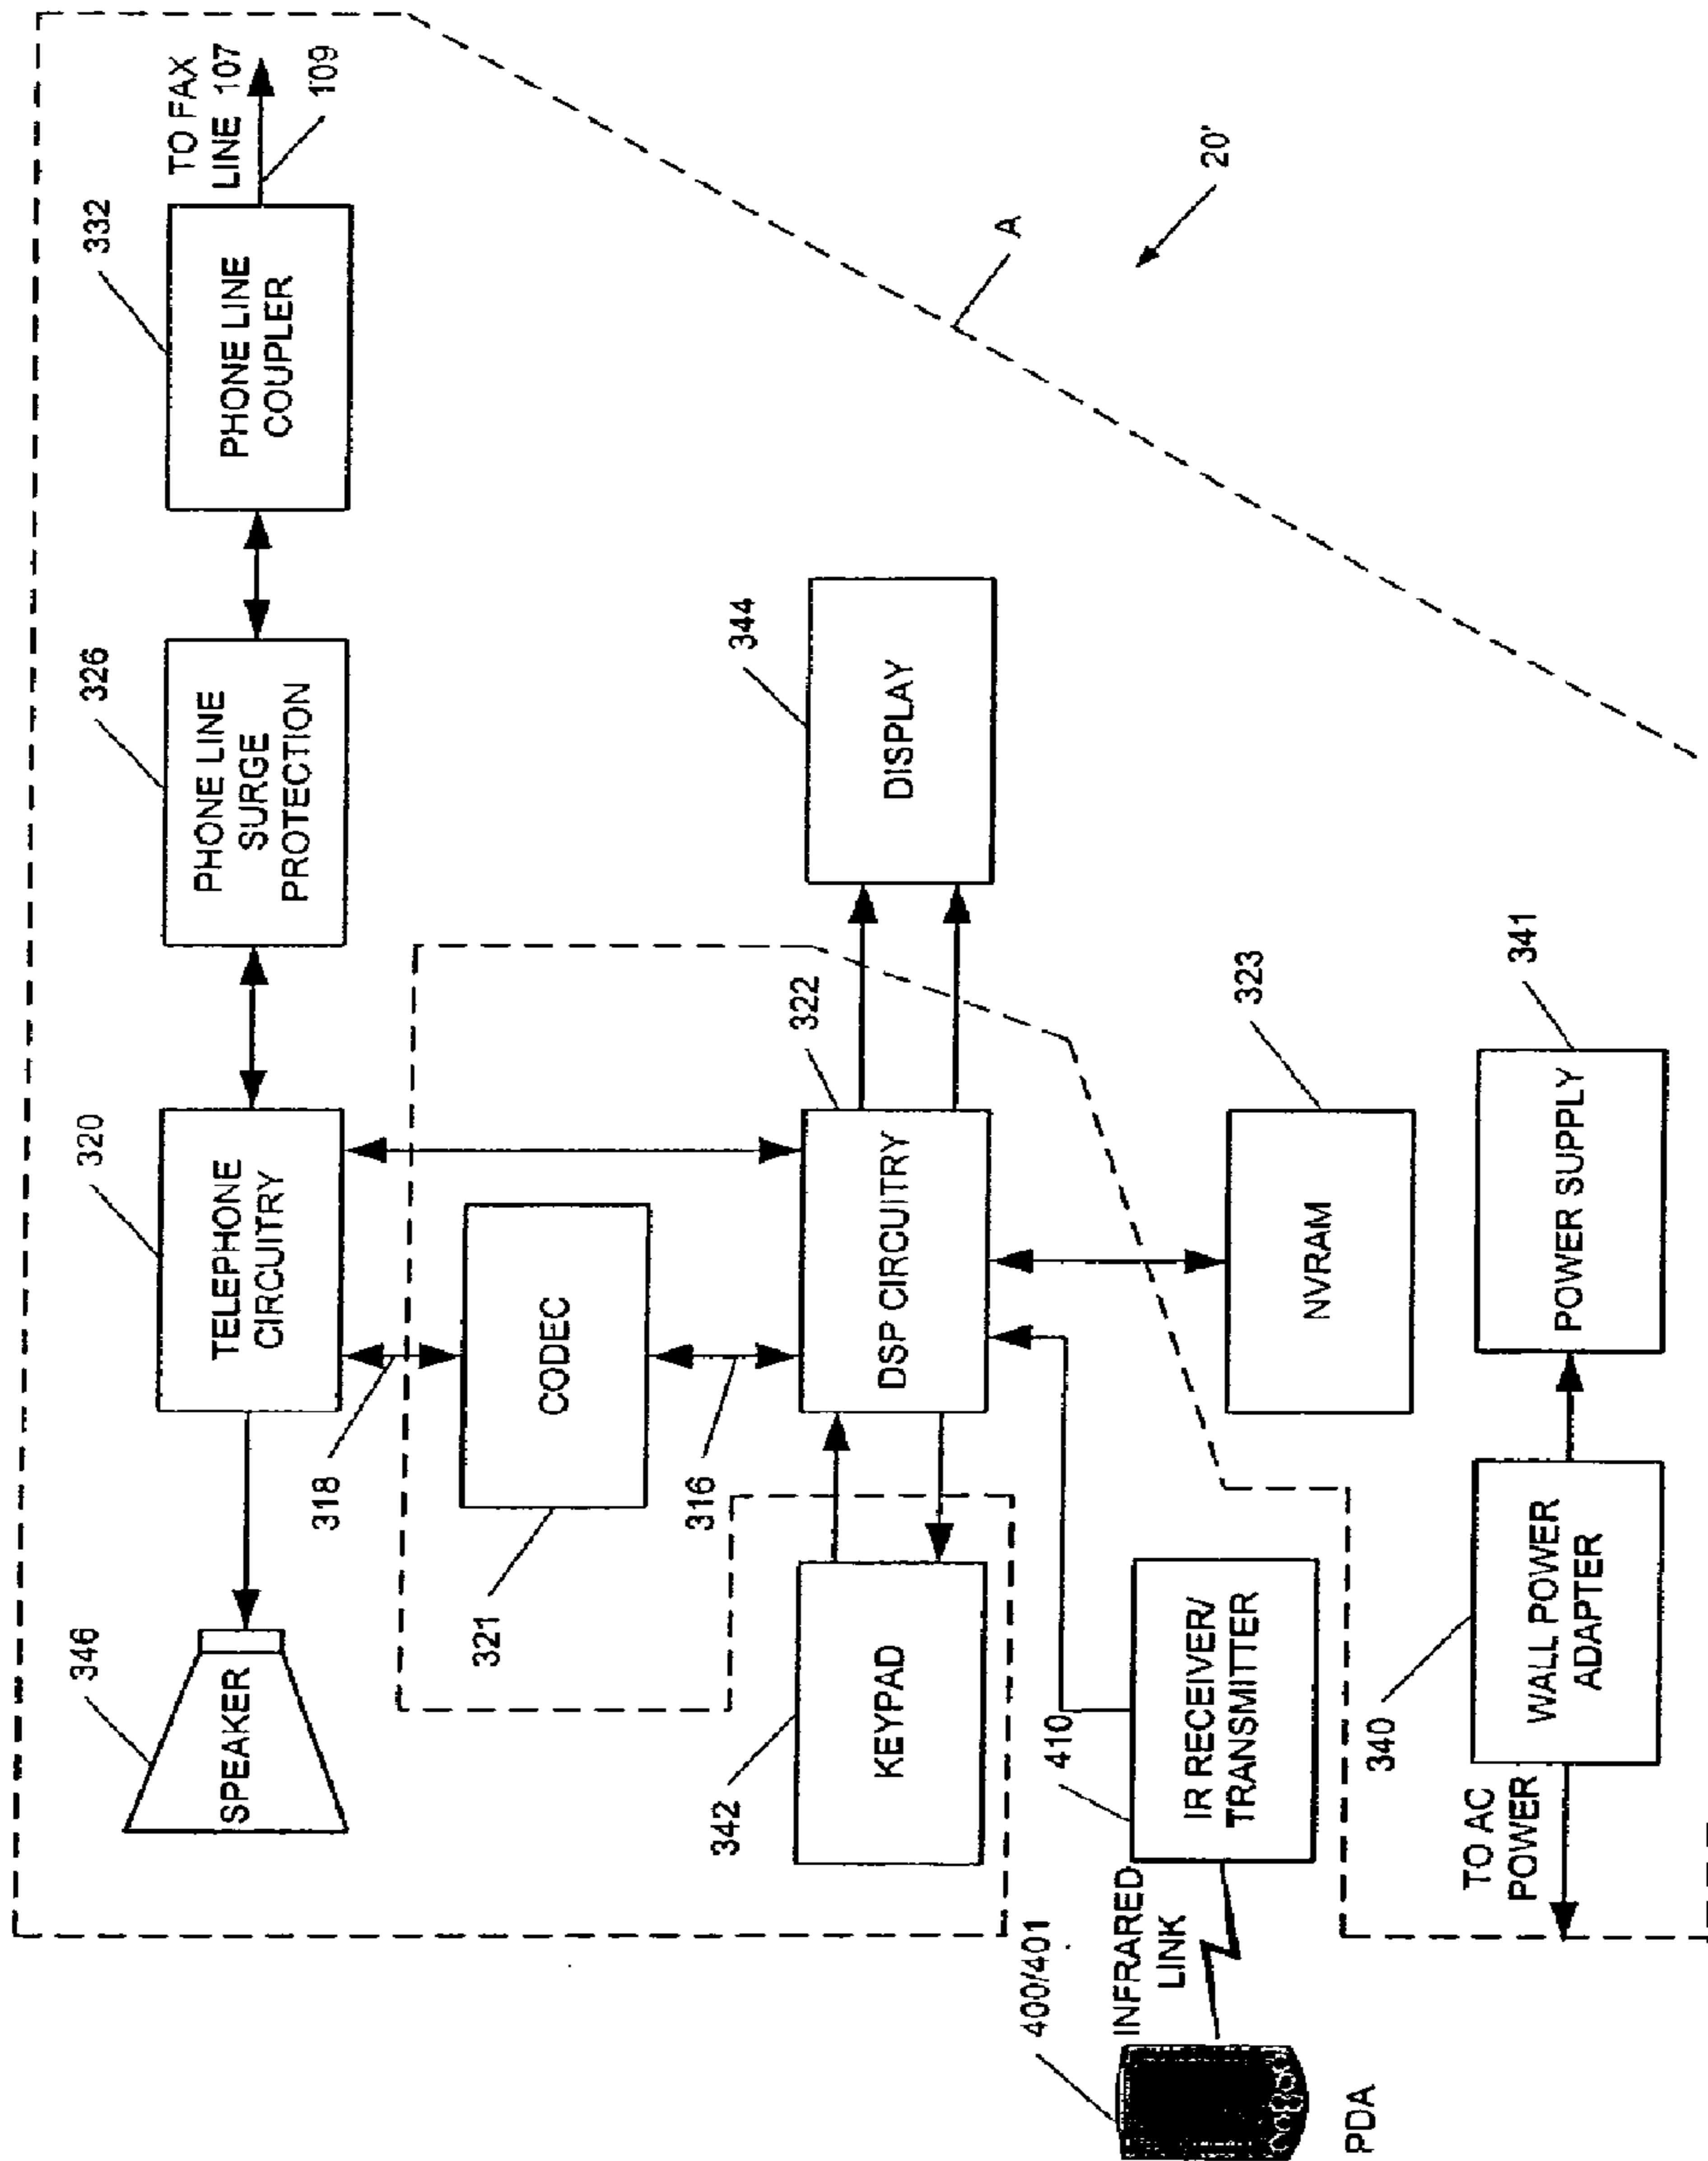 346
SPEAKER
320
TELEPHONE
CIRCUITRY
326
PHONE LINE
SURGE
PROTECTION
332
PHONE LINE
COUPLER
TO FAX
LINE 107
109
318
321
CODEC
316
342
KEYPAD
322
DSP CIRCUITRY
344
DISPLAY
A
20'
400/401
INFRARED
LINK
PDA
410
IR RECEIVER/
TRANSMITTER
323
NVRAM
TO AC
POWER
340
WALL POWER
ADAPTER
341
POWER SUPPLY